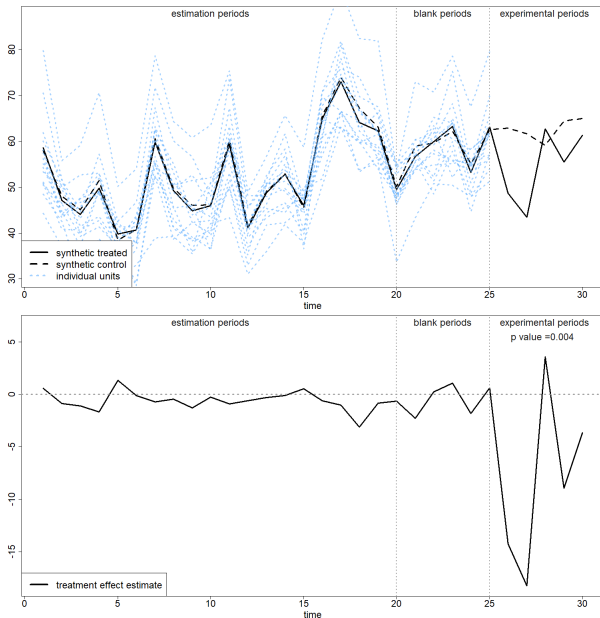 estimation periods
blank periods
experimental periods
80
70
60
50
40
30
synthetic treated
synthetic control
individual units
0
5
10
15
20
25
30
time
estimation periods
blank periods
experimental periods
p value =0.004
5
0
-5
-10
-15
treatment effect estimate
0
5
10
15
20
25
30
time